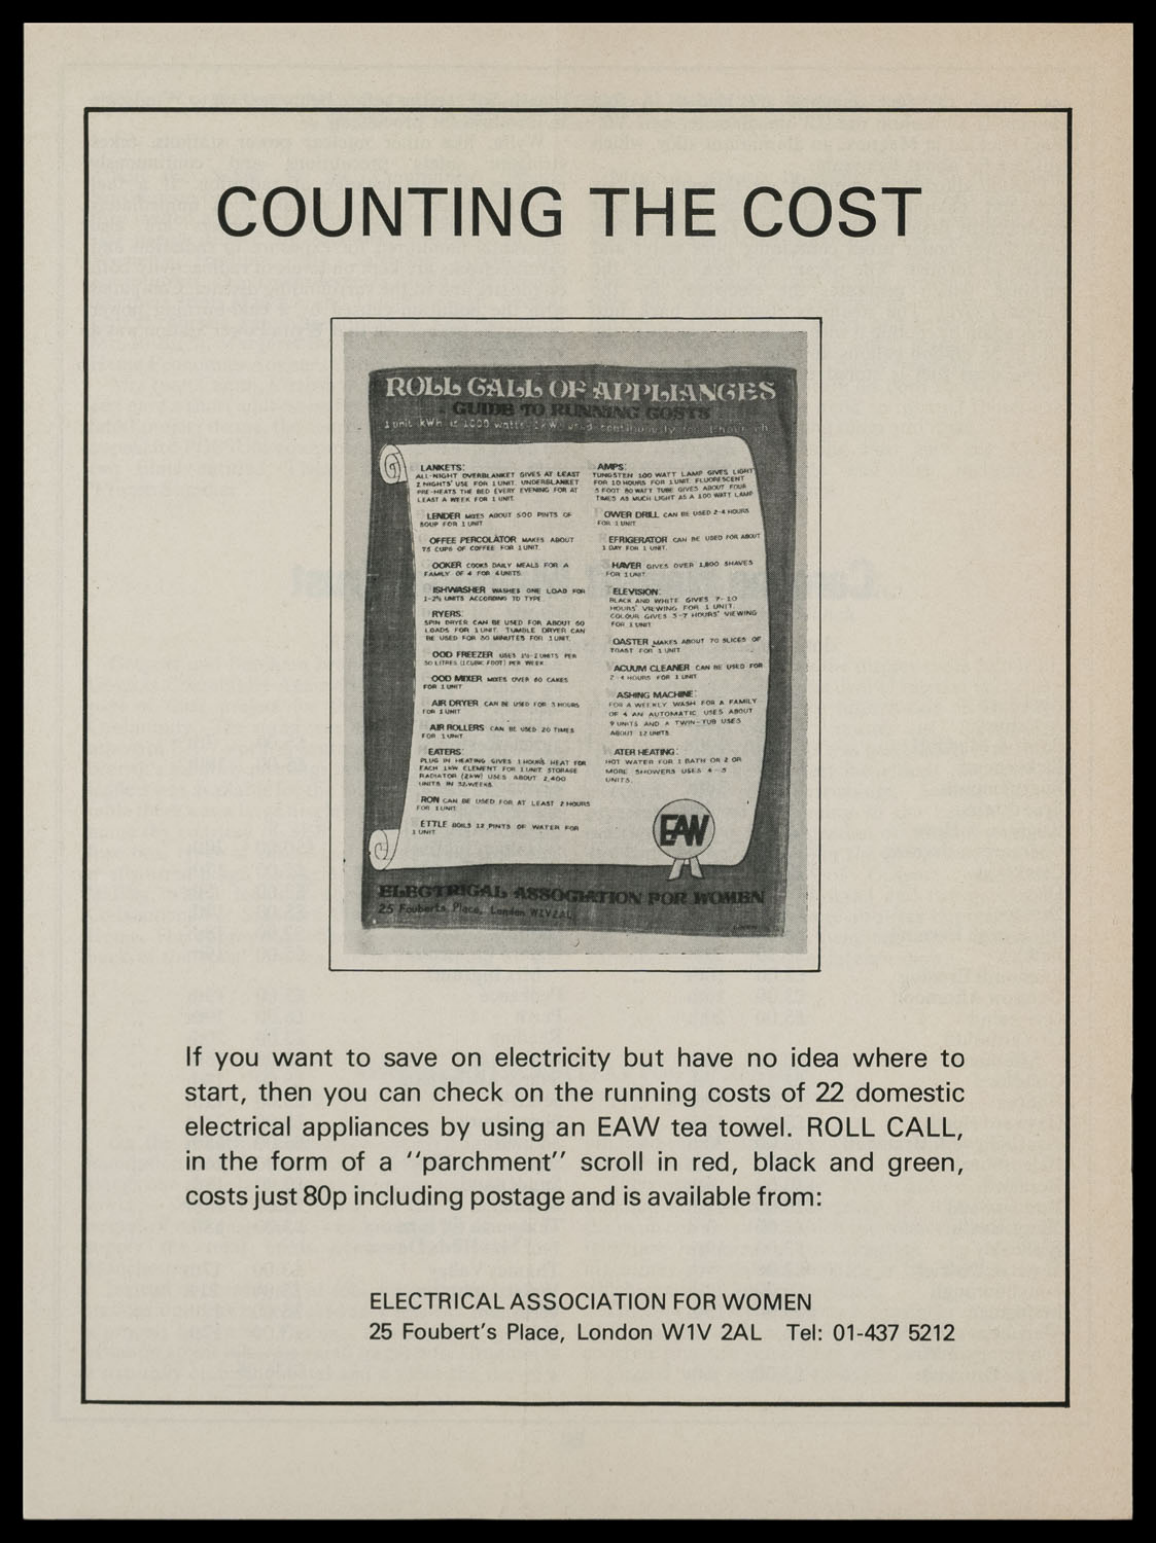 COUNTING THE COST
ROLL CALL OF APPLIANCES
GUIDE TO RUNNING COSTS
1 unit kWh is 1000 watts used continuously for 1 hour
LANKETS:
ALL-NIGHT OVERBLANKET GIVES AT LEAST
2 NIGHTS' USE FOR 1 UNIT. UNDERBLANKET
PRE-HEATS THE BED EVERY EVENING FOR AT
LEAST A WEEK FOR 1 UNIT
LENDER MIXES ABOUT 500 PINTS OF
SOUP FOR 1 UNIT
OFFEE PERCOLATOR MAKES ABOUT
75 CUPS OF COFFEE FOR 1 UNIT.
OOKER COOKS DAILY MEALS FOR A
FAMILY OF 4 FOR 4 UNITS
ISHWASHER WASHES ONE LOAD FOR
UNITS ACCORDING TO TYPE
RYERS:
SPIN DRYER CAN BE USED FOR ABOUT 60
LOADS FOR 1 UNIT. TUMBLE DRYER CAN
BE USED FOR 30 MINUTES FOR 1 UNIT.
OOD FREEZER USES UNITS PER
50 LITRES (1 CUBIC FOOT) PER WEEK
OOD MIXER MIXES OVER 60 CAKES
FOR 1 UNIT
AIR DRYER CAN BE USED FOR 3 HOURS
FOR 1 UNIT
AIR ROLLERS CAN BE USED 20 TIMES
FOR 1 UNIT
EATERS:
PLUG IN HEATING GIVES 1 HOURS HEAT FOR
EACH 1kW ELEMENT FOR 1 UNIT STORAGE
RADIATOR (2kW) USES ABOUT 2,400
UNITS IN WEEKS
RON CAN BE USED FOR AT LEAST 2 HOURS
FOR 1 UNIT
ETTLE BOILS 12 PINTS OF WATER FOR
1 UNIT
AMPS:
TUNGSTEN 100 WATT LAMP GIVES LIGHT
FOR 10 HOURS FOR 1 UNIT. FLUORESCENT
5 FOOT 80 WATT TUBE GIVES ABOUT FOUR
TIMES AS MUCH LIGHT AS A 100 WATT LAMP
OWER DRILL CAN BE USED 2-4 HOURS
FOR 1 UNIT
EFRIGERATOR CAN BE USED FOR ABOUT
1 DAY FOR 1 UNIT.
HAVER GIVES OVER 1,800 SHAVES
FOR 1 UNIT
ELEVISION:
BLACK AND WHITE GIVES 7-10
HOURS' VIEWING FOR 1 UNIT.
COLOUR GIVES 5-7 HOURS' VIEWING
FOR 1 UNIT
OASTER MAKES ABOUT 70 SLICES OF
TOAST FOR 1 UNIT
ACUUM CLEANER CAN BE USED FOR
2-4 HOURS FOR 1 UNIT
ASHING MACHINE:
FOR A WEEKLY WASH FOR A FAMILY
OF 4 AN AUTOMATIC USES ABOUT
9 UNITS AND A TWIN-TUB USES
ABOUT 12 UNITS
ATER HEATING:
HOT WATER FOR 1 BATH OR 2 OR
MORE SHOWERS USES
UNITS.
EAW
ELECTRICAL ASSOCIATION FOR WOMEN
25 Fouberts Place, London W1V2AL
If you want to save on electricity but have no idea where to
start, then you can check on the running costs of 22 domestic
electrical appliances by using an EAW tea towel. ROLL CALL,
in the form of a "parchment" scroll in red, black and green,
costs just 80p including postage and is available from:
ELECTRICAL ASSOCIATION FOR WOMEN
25 Foubert's Place, London W1V 2AL Tel: 01-437 5212